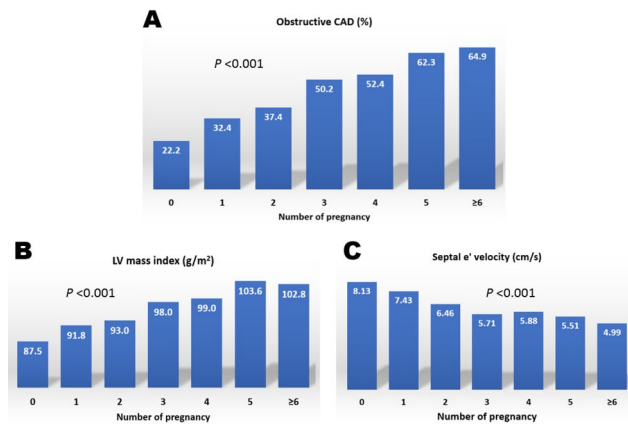 A
Obstructive CAD (%)
P <0.001
22.2 32.4 37.4 50.2 52.4 62.3 64.9
0 1 2 3 4 5 ≥6
Number of pregnancy
B
LV mass index (g/m²)
P <0.001
87.5 91.8 93.0 98.0 99.0 103.6 102.8
0 1 2 3 4 5 ≥6
Number of pregnancy
C
Septal e' velocity (cm/s)
P <0.001
8.13 7.43 6.46 5.71 5.88 5.51 4.99
0 1 2 3 4 5 ≥6
Number of pregnancy